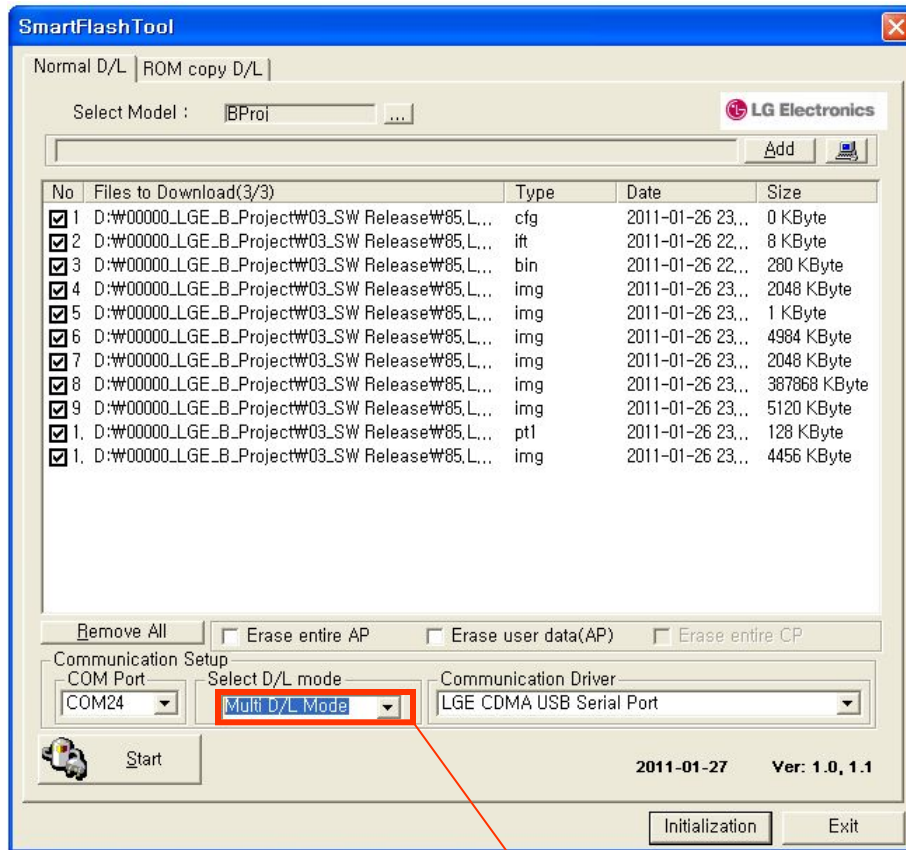 SmartFlashTool
Normal D/L ROM copy D/L
Select Model : BProj ... LG Electronics
Add
No Files to Download(3/3) Type Date Size
1 D:₩00000_LGE_B_Project₩03_SW Release₩85,L... cfg 2011-01-26 23... 0 KByte
2 D:₩00000_LGE_B_Project₩03_SW Release₩85,L... ift 2011-01-26 22... 8 KByte
3 D:₩00000_LGE_B_Project₩03_SW Release₩85,L... bin 2011-01-26 22... 280 KByte
4 D:₩00000_LGE_B_Project₩03_SW Release₩85,L... img 2011-01-26 23... 2048 KByte
5 D:₩00000_LGE_B_Project₩03_SW Release₩85,L... img 2011-01-26 23... 1 KByte
6 D:₩00000_LGE_B_Project₩03_SW Release₩85,L... img 2011-01-26 23... 4984 KByte
7 D:₩00000_LGE_B_Project₩03_SW Release₩85,L... img 2011-01-26 23... 2048 KByte
8 D:₩00000_LGE_B_Project₩03_SW Release₩85,L... img 2011-01-26 23... 387868 KByte
9 D:₩00000_LGE_B_Project₩03_SW Release₩85,L... img 2011-01-26 23... 5120 KByte
1. D:₩00000_LGE_B_Project₩03_SW Release₩85,L... pt1 2011-01-26 23... 128 KByte
1. D:₩00000_LGE_B_Project₩03_SW Release₩85,L... img 2011-01-26 23... 4456 KByte
Remove All Erase entire AP Erase user data(AP) Erase entire CP
Communication Setup
COM Port Select D/L mode Communication Driver
COM24 Multi D/L Mode LGE CDMA USB Serial Port
Start 2011-01-27 Ver: 1.0, 1.1
Initialization Exit